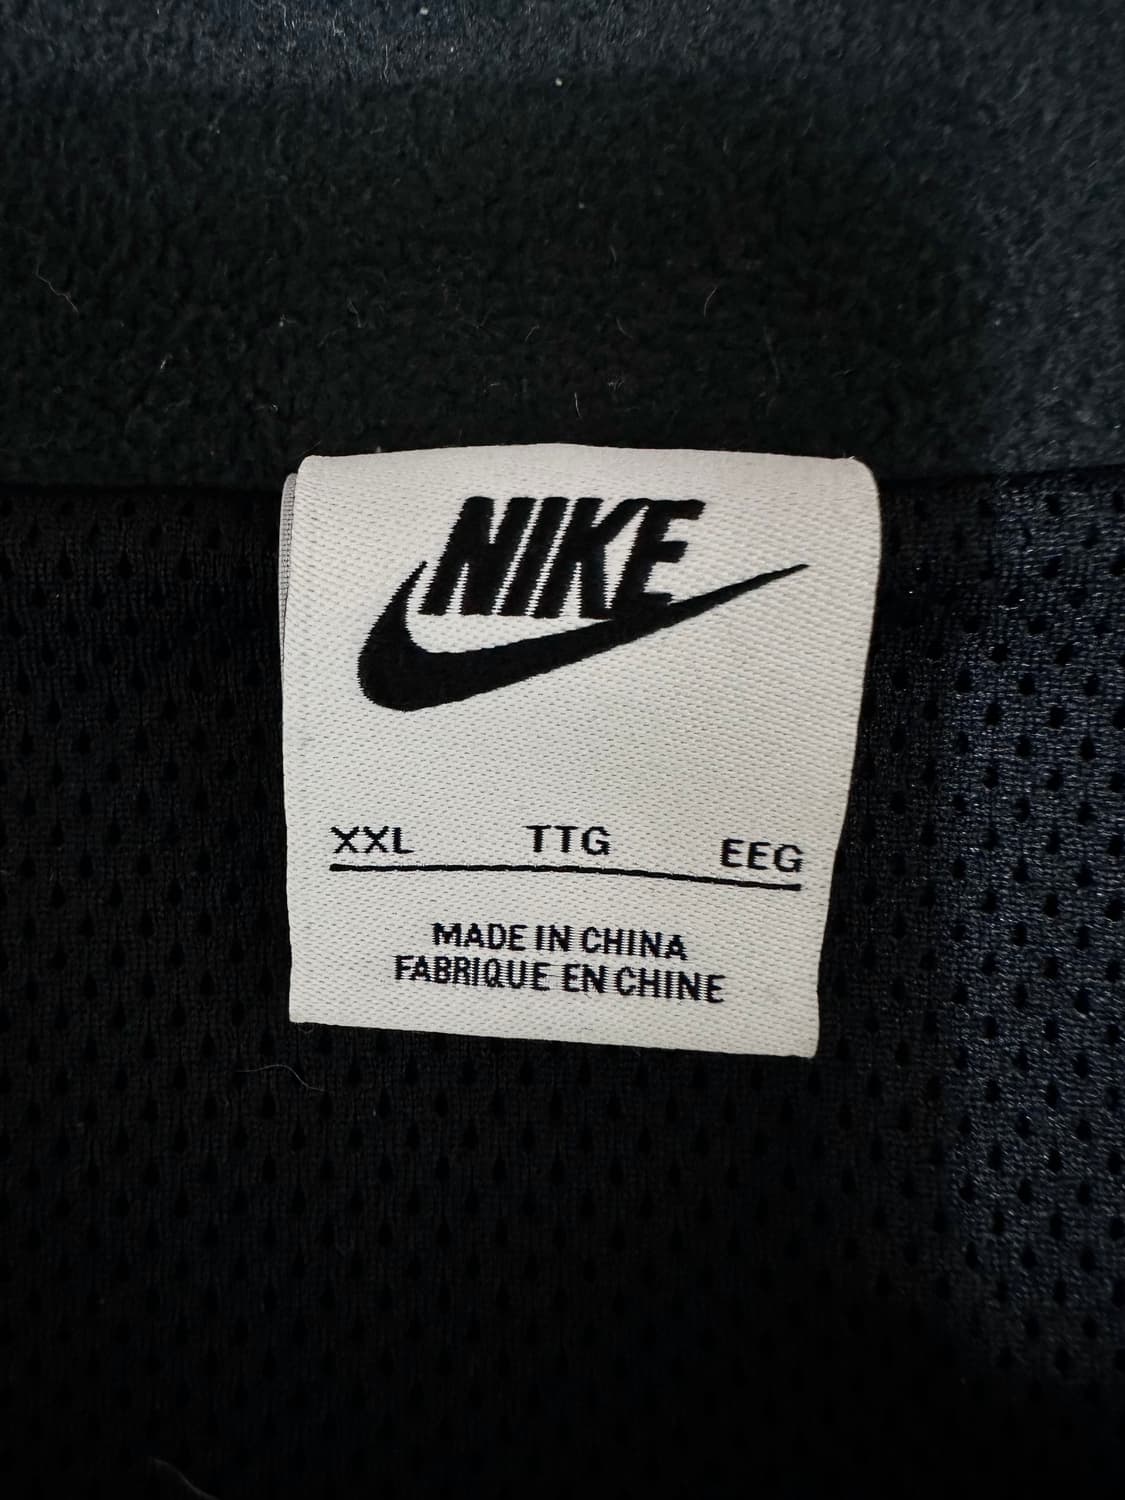 NIKE
XXL TTG EEG
MADE IN CHINA
FABRIQUE EN CHINE